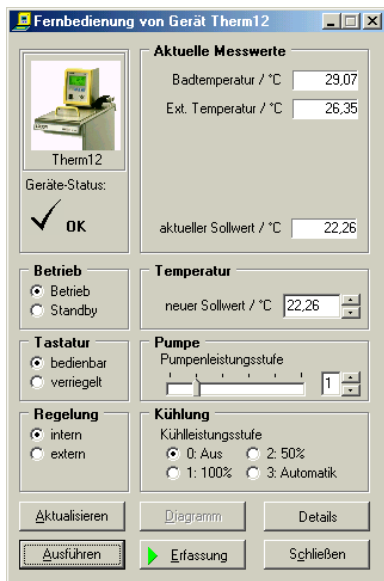 Fernbedienung von Gerät Therm12
Aktuelle Messwerte
Badtemperatur / °C 29,07
Ext. Temperatur / °C 26,35
Therm12
Geräte-Status:
OK
aktueller Sollwert / °C 22,26
Betrieb
Betrieb
Standby
Temperatur
neuer Sollwert / °C 22,26
Tastatur
bedienbar
verriegelt
Pumpe
Pumpenleistungsstufe
1
Regelung
intern
extern
Kühlung
Kühlleistungsstufe
0: Aus 2: 50%
1: 100% 3: Automatik
Aktualisieren Diagramm Details
Ausführen Erfassung Schließen